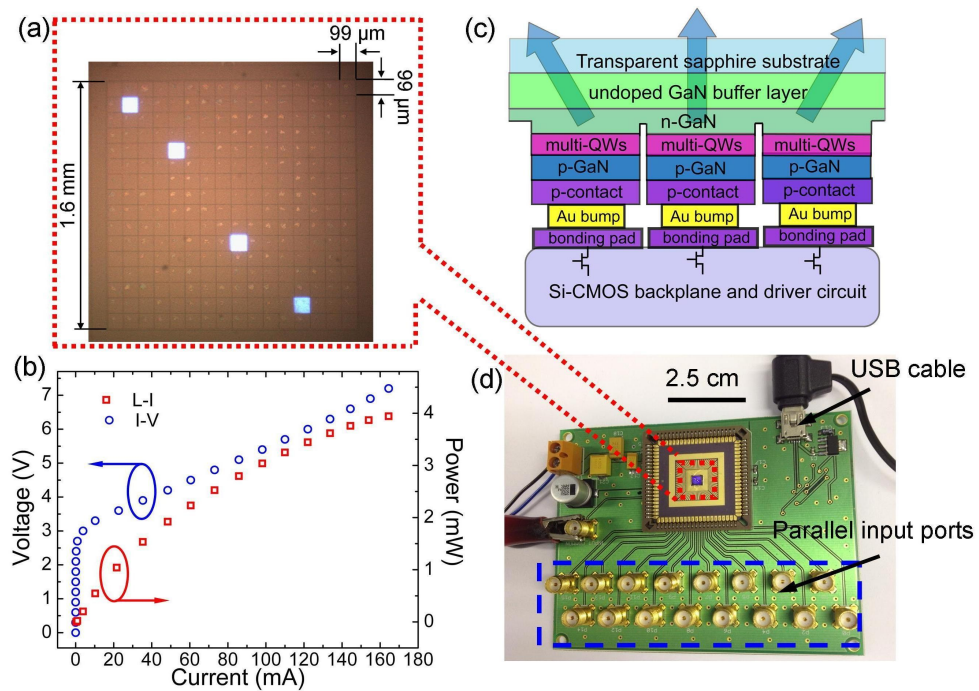 (a)
99 µm
99 µm
1.6 mm
(c)
Transparent sapphire substrate
undoped GaN buffer layer
n-GaN
multi-QWs multi-QWs multi-QWs
p-GaN p-GaN p-GaN
p-contact p-contact p-contact
Au bump Au bump Au bump
bonding pad bonding pad bonding pad
Si-CMOS backplane and driver circuit
(b)
L-I
I-V
Voltage (V)
7
6
5
4
3
2
1
0
Power (mW)
4
3
2
1
0
0 20 40 60 80 100 120 140 160 180
Current (mA)
(d)
2.5 cm
USB cable
Parallel input ports